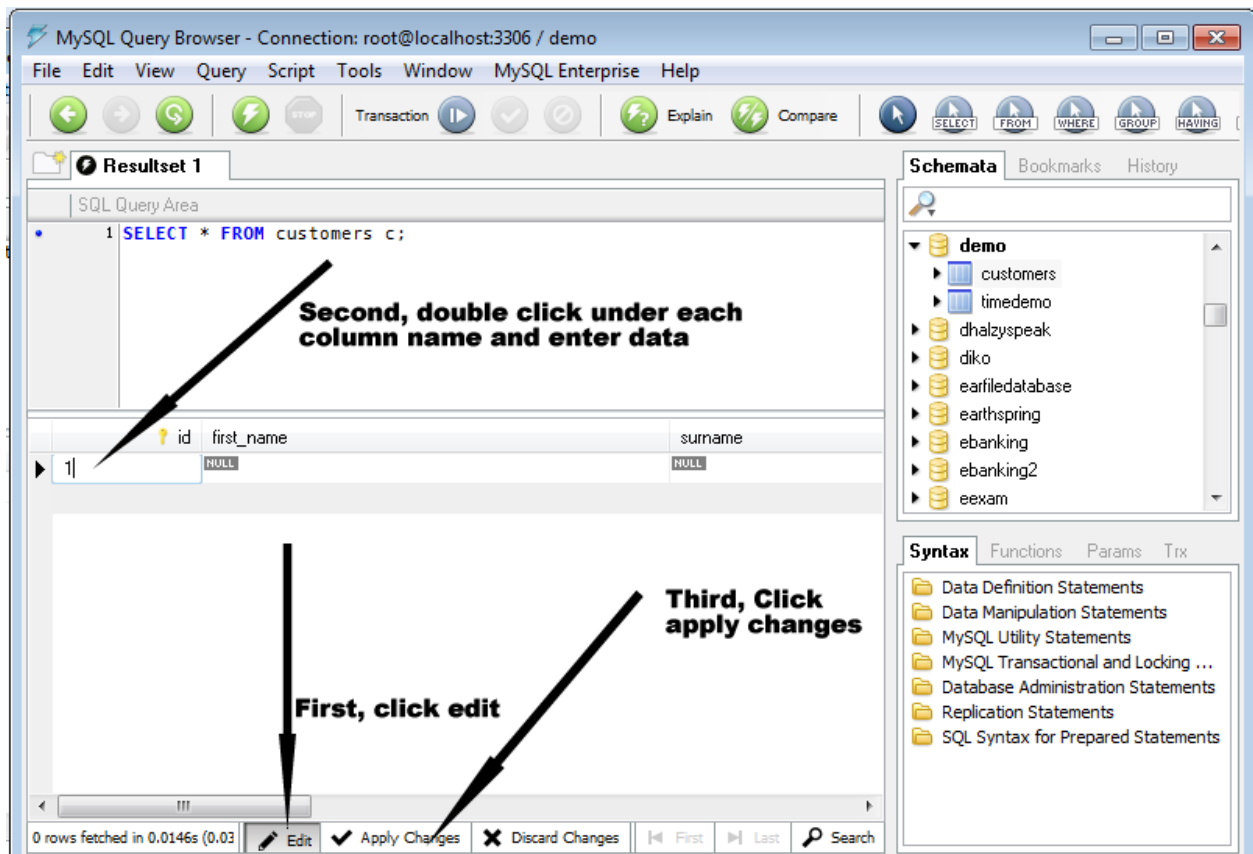 MySQL Query Browser - Connection: root@localhost:3306 / demo
File Edit View Query Script Tools Window MySQL Enterprise Help
STOP Transaction Explain Compare SELECT FROM WHERE GROUP HAVING
Resultset 1
SQL Query Area
1 SELECT * FROM customers c;
Second, double click under each
column name and enter data
id first_name surname
1 NULL NULL
Third, Click
apply changes
First, click edit
0 rows fetched in 0.0146s (0.03 Edit Apply Changes Discard Changes First Last Search
Schemata Bookmarks History
demo
customers
timedemo
dhalzyspeak
diko
earfiledatabase
earthspring
ebanking
ebanking2
eexam
Syntax Functions Params Trx
Data Definition Statements
Data Manipulation Statements
MySQL Utility Statements
MySQL Transactional and Locking ...
Database Administration Statements
Replication Statements
SQL Syntax for Prepared Statements